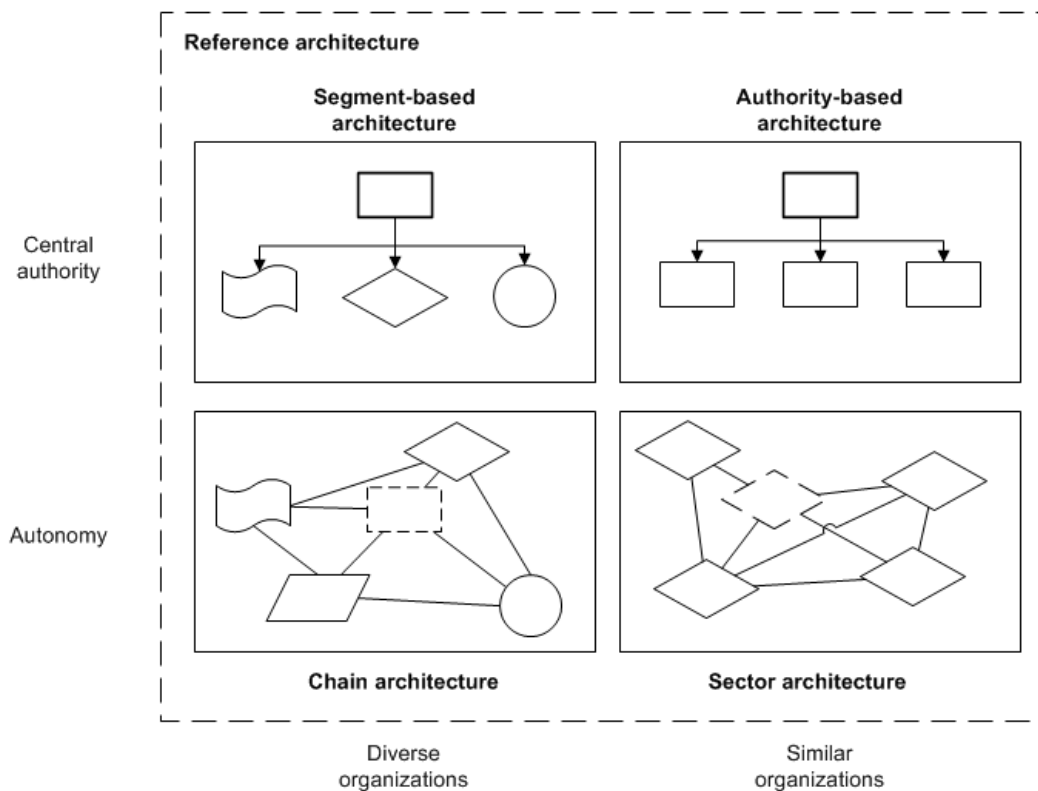 Reference architecture
Segment-based
architecture
Authority-based
architecture
Central
authority
Autonomy
Chain architecture
Sector architecture
Diverse
organizations
Similar
organizations